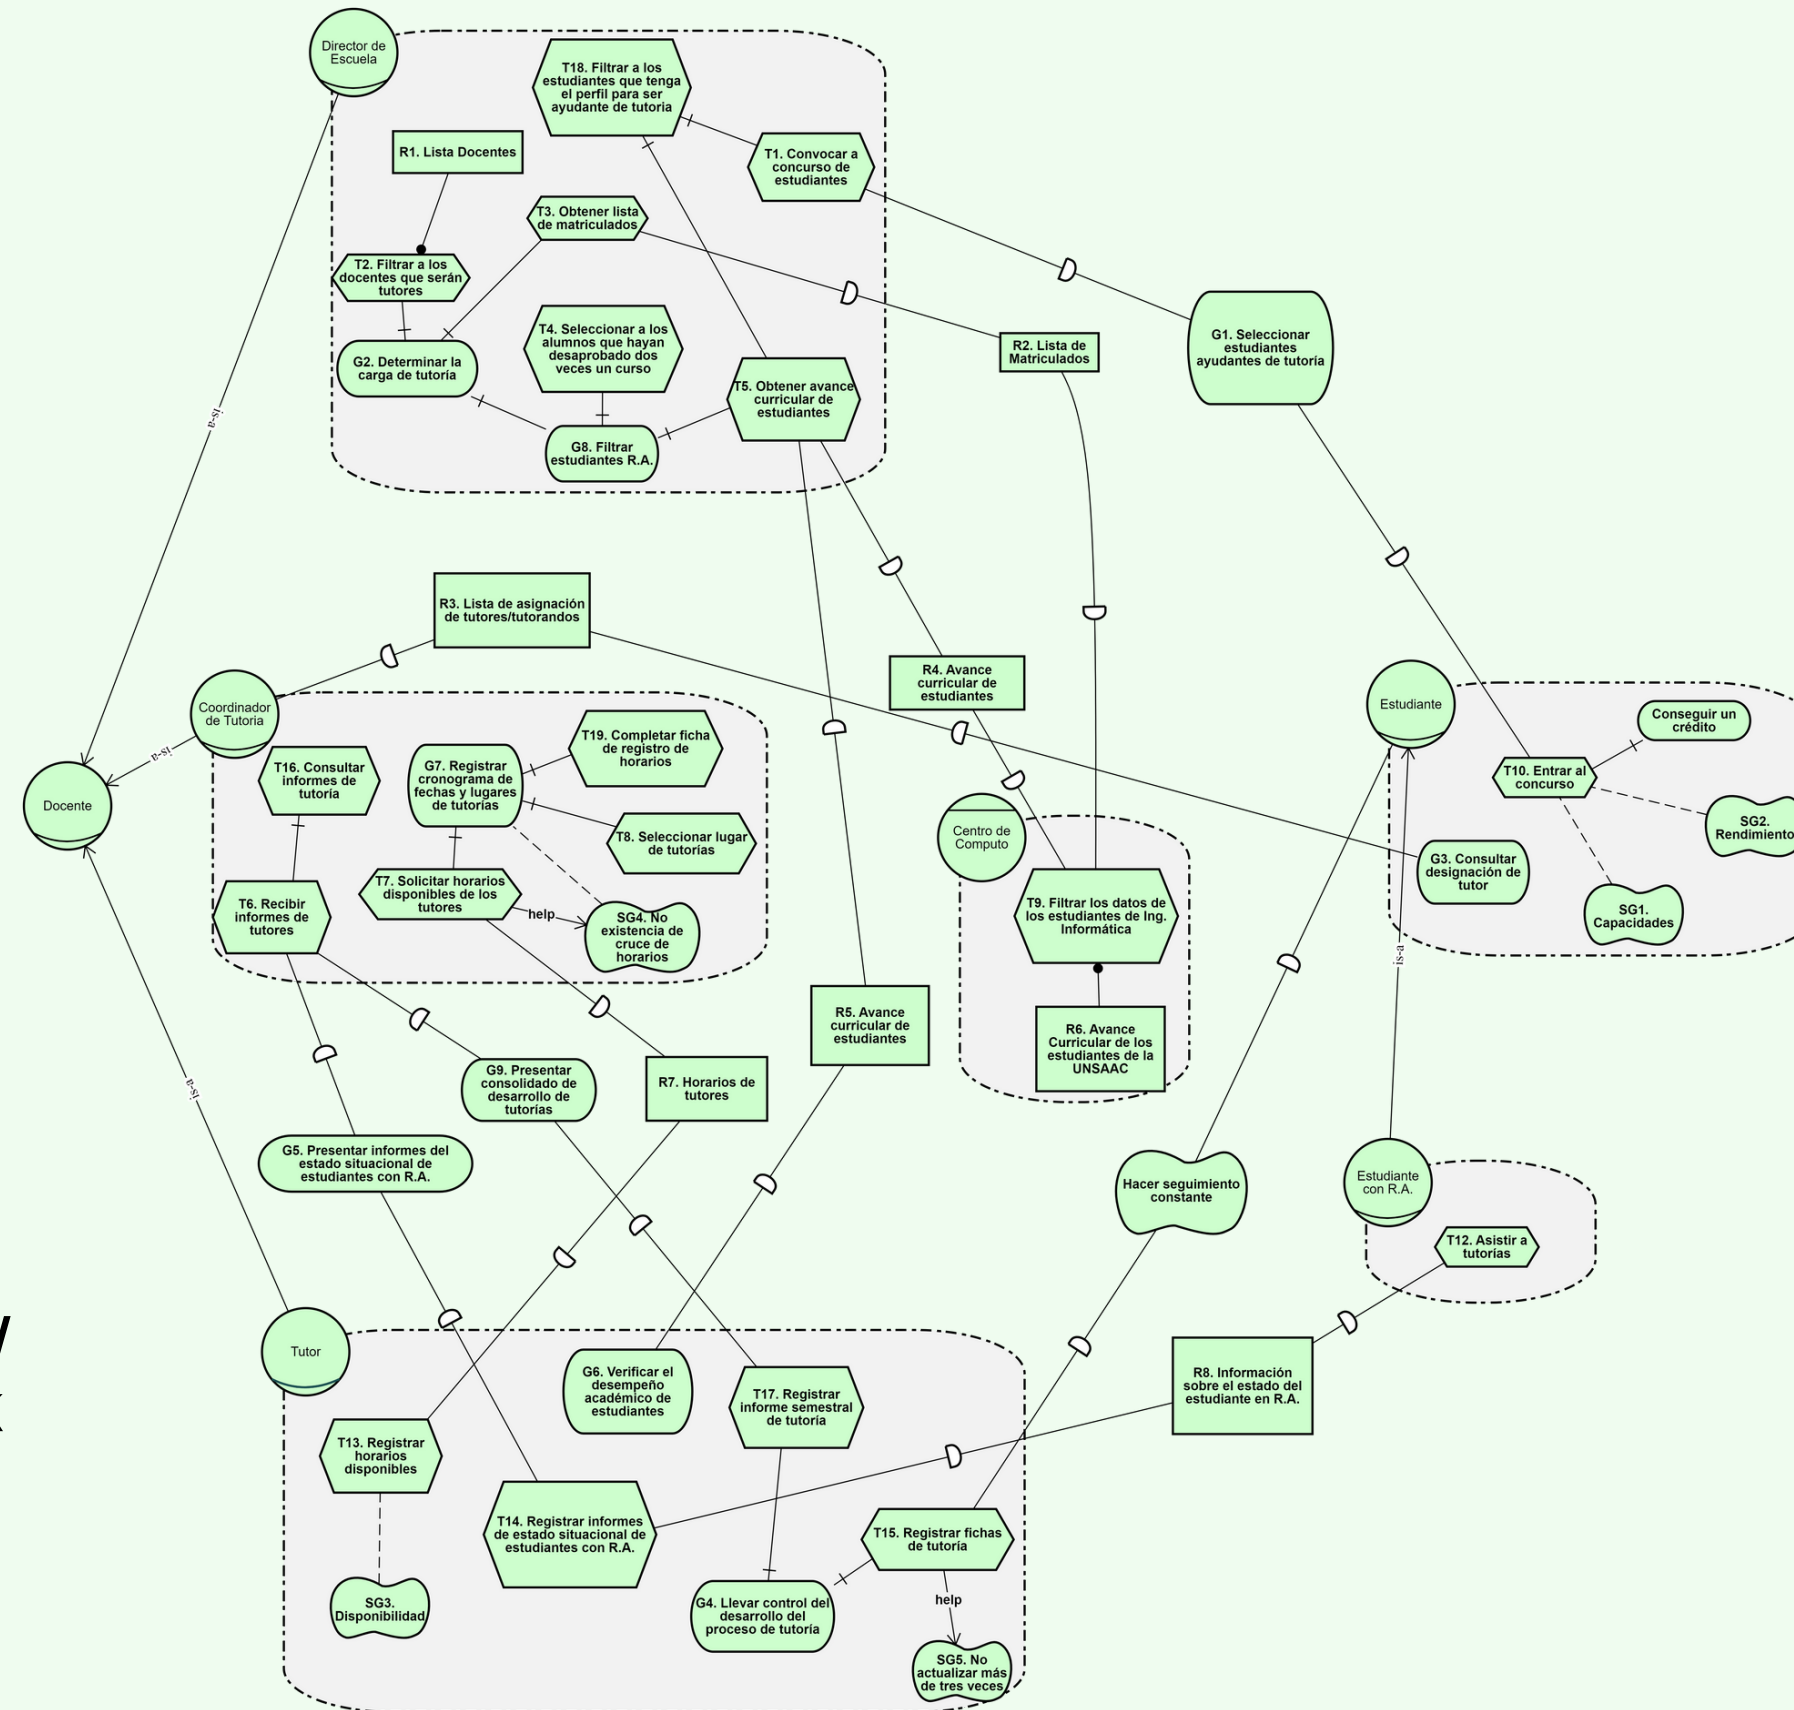 Director de
Escuela
T18. Filtrar a los
estudiantes que tenga
el perfil para ser
ayudante de tutoria
R1. Lista Docentes
T1. Convocar a
concurso de
estudiantes
T3. Obtener lista
de matriculados
T2. Filtrar a los
docentes que serán
tutores
T4. Seleccionar a los
alumnos que hayan
desaprobado dos
veces un curso
G2. Determinar la
carga de tutoría
T5. Obtener avance
curricular de
estudiantes
G8. Filtrar
estudiantes R.A.
R2. Lista de
Matriculados
G1. Seleccionar
estudiantes
ayudantes de tutoría
is-a
R3. Lista de asignación
de tutores/tutorandos
R4. Avance
curricular de
estudiantes
Coordinador
de Tutoria
is-a
Docente
T16. Consultar
informes de
tutoría
G7. Registrar
cronograma de
fechas y lugares
de tutorías
T19. Completar ficha
de registro de
horarios
T8. Seleccionar lugar
de tutorías
T7. Solicitar horarios
disponibles de los
tutores
help
SG4. No
existencia de
cruce de
horarios
T6. Recibir
informes de
tutores
Estudiante
Conseguir un
crédito
T10. Entrar al
concurso
SG2.
Rendimiento
G3. Consultar
designación de
tutor
SG1.
Capacidades
Centro de
Computo
T9. Filtrar los datos de
los estudiantes de Ing.
Informática
R6. Avance
Curricular de los
estudiantes de la
UNSAAC
is-a
R5. Avance
curricular de
estudiantes
G9. Presentar
consolidado de
desarrollo de
tutorías
R7. Horarios de
tutores
is-a
G5. Presentar informes del
estado situacional de
estudiantes con R.A.
Hacer seguimiento
constante
Estudiante
con R.A.
T12. Asistir a
tutorías
Tutor
G6. Verificar el
desempeño
académico de
estudiantes
T17. Registrar
informe semestral
de tutoría
R8. Información
sobre el estado del
estudiante en R.A.
T13. Registrar
horarios
disponibles
T14. Registrar informes
de estado situacional de
estudiantes con R.A.
T15. Registrar fichas
de tutoría
SG3.
Disponibilidad
G4. Llevar control del
desarrollo del
proceso de tutoría
help
SG5. No
actualizar más
de tres veces